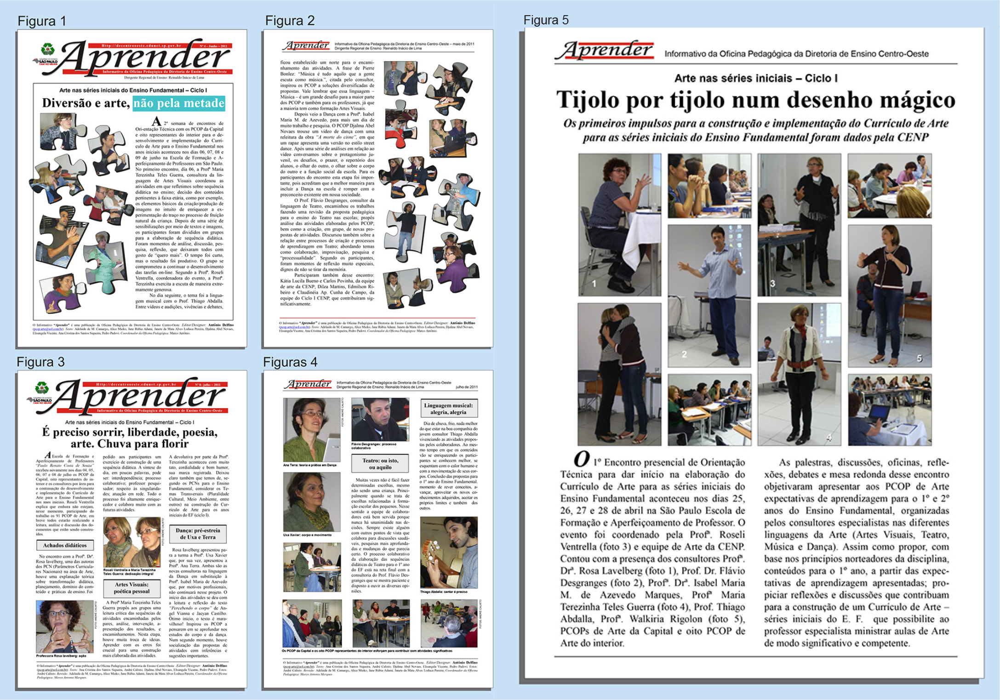 Figura 1
Http://decentrooeste.edunet.sp.gov.br
Nº 4 – Junho – 2011
GOVERNO DO ESTADO
SÃO PAULO
CADA VEZ MELHOR
Aprender
Informativo da Oficina Pedagógica da Diretoria de Ensino Centro-Oeste
Dirigente Regional de Ensino: Reinaldo Inácio de Lima
Arte nas séries iniciais do Ensino Fundamental – Ciclo I
Diversão e arte, não pela metade
A 2ª semana de encontros de
Ori-entação Técnica com os PCOP da Capital
e oito representantes do interior para o de-
senvolvimento e implementação do Currí-
culo de Arte para o Ensino Fundamental nos
anos iniciais aconteceu nos dias 06, 07, 08 e
09 de junho na Escola de Formação e A-
perfeiçoamento de Professores em São Paulo.
No primeiro encontro, dia 06, a Profª Maria
Terezinha Teles Guerra, consultora da lin-
guagem de Artes Visuais coordenou as
atividades em que refletimos sobre sequência
didática no ensino; decisão dos conteúdos
pertinentes à faixa etária, como por exemplo,
os elementos básicos da criação/produção de
imagens no intuito de enriquecer a ex-
perimentação do traço no processo de fruição
natural da criança. Depois de uma série de
sensibilizações por meio de textos e imagens,
os participantes foram divididos em grupos
para a elaboração de sequência didática.
Foram momentos de análise, discussão, pes-
quisa, reflexão, que deixaram todos com
gosto de “quero mais”. O tempo foi curto,
mas o resultado foi produtivo. O grupo se
comprometeu a continuar o desenvolvimento
das tarefas on-line. Segundo a Profª. Roseli
Ventrella, coordenadora do evento, a Profª.
Terezinha exercita a escuta de maneira extre-
mamente generosa.
No dia seguinte, o tema foi a lingua-
gem musical com o Prof. Thiago Abdalla.
Entre vídeos e audições, vivências e debates,
O Informativo “Aprender” é uma publicação da Oficina Pedagógica da Diretoria de Ensino Centro-Oeste. Editor/Designer: Antônio Delfino
(pcop.arte@uol.com.br). Texto: Adelaide de M. Camargo, Alice Mieko, Jane Rúbia Adami, Janete da Mata Alves Loduca Pereira, Djalma Abel Novaes,
Elisangela Vicente, Ana Cristina dos Santos Siqueira, Pedro Padovi. Coordenador da Oficina Pedagógica: Marco Antônio.
Figura 2
Aprender
Informativo da Oficina Pedagógica da Diretoria de Ensino Centro-Oeste – maio de 2011
Dirigente Regional de Ensino: Reinaldo Inácio de Lima
ficou estabelecido um norte para o encami-
nhamento das atividades. A frase de Pierre
Bonlez: “Música é tudo aquilo que a gente
escuta como música.”, citada pelo consultor,
inspirou os PCOP a soluções diversificadas de
propostas. Vale lembrar que essa linguagem –
Música – é um grande desafio para a maior parte
dos PCOP e também para os professores, já que
a maioria tem como formação Artes Visuais.
Depois veio a Dança com a Profª. Isabel
Maria M. de Azevedo, para mais um dia de
muito trabalho e pesquisa. O PCOP Djalma Abel
Novaes trouxe um vídeo de dança com uma
releitura da obra “A morte do cisne”, em que
um rapaz apresenta uma versão no estilo street
dance. Após uma série de análises em relação ao
vídeo conversamos sobre o protagonismo ju-
venil, os desafios, o prazer, o repertório dos
alunos, o olhar do outro, o olhar sobre o corpo
do outro e a função social da escola. Para os
participantes do encontro esta etapa foi impor-
tante, pois acreditam que a melhor maneira para
incluir a Dança na escola é romper com o
preconceito existente em nossa sociedade.
O Prof. Flávio Desgranges, consultor da
linguagem de Teatro, encaminhou os trabalhos
fazendo uma revisão da proposta pedagógica
para o ensino do Teatro nas escolas; propôs
análise das atividades elaboradas pelos PCOP;
bem como a criação, em grupo, de novas pro-
postas de atividades. Discursou também sobre a
relação entre processos de criação e processos
de aprendizagem em Teatro; abordando temas
como colaboração, improvisação, pesquisa e
“processualidade”. Segundo os participantes,
foram momentos de reflexão muito especiais,
dignos de não se tirar da memória.
Participaram também desse encontro:
Kátia Lucila Bueno e Carlos Povinha, da equipe
de arte da CENP; Dilza Martins, Edmilson Ri-
beiro e Claudinéia Ap. Cunha de Campo, da
equipe do Ciclo I CENP, que contribuíram sig-
nificativamente.
O Informativo “Aprender” é uma publicação da Oficina Pedagógica da Diretoria de Ensino Centro-Oeste. Editor/Designer: Antônio Delfino
(pcop.arte@uol.com.br). Texto: Adelaide de M. Camargo, Alice Mieko, Jane Rúbia Adami, Janete da Mata Alves Loduca Pereira, Djalma Abel Novaes,
Elisangela Vicente, Ana Cristina dos Santos Siqueira, Pedro Padovi. Coordenador da Oficina Pedagógica: Marco Antônio.
Figura 3
Http://decentrooeste.edunet.sp.gov.br
Nº 8– julho – 2011
GOVERNO DO ESTADO
SÃO PAULO
CADA VEZ MELHOR
Aprender
Informativo da Oficina Pedagógica da Diretoria de Ensino Centro-Oeste
Arte nas séries iniciais do Ensino Fundamental – Ciclo I
É preciso sorrir, liberdade, poesia,
arte. Chuva para florir
A Escola de Formação e
Aperfeiçoamento de Professores
“Paulo Renato Costa de Souza”
recebeu novamente nos dias 04, 05,
06, 07 e 08 de julho os PCOP da
Capital, oito representantes do in-
terior e os consultores por área para
a continuação do desenvolvimento
e implementação do Currículo de
Arte para o Ensino Fundamental
nos anos iniciais. Roseli Ventrella
explica que embora não estejam,
nesse momento, participando do
trabalho os 91 PCOP de Arte, em
breve todos estarão realizando a
leitura, análise e discussão dos do-
cumentos que estão sendo constru-
ídos.
Achados didáticos
No encontro com a Profª. Drª.
Rosa Iavelberg, uma das autoras
dos PCN (Parâmetros Curricula-
res Nacionais) na área de Arte,
houve uma explanação teórica
sobre transformação didática,
planejamento, domínio do con-
teúdo e práticas de ensino. Foi
FOTO: ANDRÉ CALIXTO
Professora Rosa Iavelberg: ação
pedido aos participantes um
exercício de construção de uma
sequência didática. A síntese do
dia, em poucas palavras, pode
ser: interdependência; processo
colaborativo; professor pesqui-
sador; respeito às singularida-
des; atuação em rede. Todo o
processo foi altamente enrique-
cedor e colabora muito com as
futuras atividades.
FOTO: ANDRÉ CALIXTO
Roseli Ventrella e Maria Terezinha
Teles Guerra: dedicação integral
Artes Visuais:
poética pessoal
A Profª Maria Terezinha Teles
Guerra propôs aos grupos uma
leitura crítica das sequências de
atividades encaminhadas pelos
pares, análise, intervenção, a-
presentação dos resultados, e
encaminhamentos. Nesta etapa,
houve muita troca de ideias.
Aprender com os erros foi
crucial para uma construção
mais elaborada das atividades.
A devolutiva por parte da Profª.
Terezinha aconteceu com muito
tato, cordialidade e bom humor,
sua marca registrada. Deixou
claro também que temos de, se-
gundo os PCNs para o Ensino
Fundamental, considerar os Te-
mas Transversais (Pluralidade
Cultural, Meio Ambiente, entre
outros) na construção do Cur-
rículo de Arte para os anos
iniciais do EF (ciclo I).
Dança: pré-estreia
de Uxa e Terra
Rosa Iavelberg apresentou pa-
ra a turma a Profª. Uxa Xavier
que, por sua vez, apresentou a
Profª. Ana Terra. Ambas são as
novas consultoras na linguagem
da Dança em substituição à
Profª. Isabel Maria de Azevedo
que, por motivos profissionais,
não continuará nesse projeto. O
início das atividades se deu com
a leitura e reflexão do texto
“Percebendo o corpo” de An-
gel Vianna e Jacyan Castilho.
Ótimo início, o texto é mara-
vilhoso! Inspirou os PCOP a
pensarem em se aprofundar nos
estudos do corpo e da dança.
Num segundo momento, houve
socialização das propostas de
atividades com inferências e
sugestões importantes.
O Informativo “Aprender” é uma publicação da Oficina Pedagógica da Diretoria de Ensino Centro-Oeste. Editor/Designer: Antônio Delfino
(pcop.arte@uol.com.br). Texto: Ana Cristina dos Santos Siqueira, André Calixto, Djalma Abel Novaes, Elisangela Vicente, Pedro Padovi. Fotos:
André Calixto. Revisão: Adelaide de M. Camargo, Alice Mieko, Jane Rúbia Adami, Janete da Mata Alves Loduca Pereira; Coordenador da Oficina
Pedagógica: Marco Antonio Marques.
Figuras 4
Aprender
Informativo da Oficina Pedagógica da Diretoria de Ensino Centro-Oeste
Dirigente Regional de Ensino: Reinaldo Inácio de Lima
julho de 2011
FOTOS: ANDRÉ CALIXTO
Ana Terra: teoria e prática em Dança
Uxa Xavier: corpo e movimento
Flávio Desgranges: processo
colaborativo
Teatro: ou isto,
ou aquilo
Muitas vezes não é fácil fazer
determinadas escolhas, mesmo
não sendo uma criança. Princi-
palmente quando se trata de
escolhas relacionadas à forma-
ção escolar dos pequenos. Nesse
sentido a equipe de colabora-
dores está bem servida porque
nunca há unanimidade nas de-
cisões. Sempre existe alguém
com outros pontos de vista que
colabora para discussões saudá-
veis, pesquisas mais aprofunda-
das e mudanças do que parecia
certo. O processo colaborativo
da elaboração das sequências
didáticas de Teatro para o 1º ano
do EF está na reta final com a
consultoria do Prof. Flávio Des-
granges que se mostra paciente e
disposto a ouvir as diversas opi-
niões.
Linguagem musical:
alegria, alegria
Dia de chuva, frio, nada melhor
do que estar na boa companhia do
jovem consultor Thiago Abdalla
vivenciando as atividades propos-
tas pelos colaboradores. Ao mes-
mo tempo em que os conteúdos
vão se enriquecendo os partici-
pantes se conhecem melhor, se
esquentam com o calor humano e
com a movimentação de seus cor-
pos. Conclusão das propostas para
o 1º ano do Ensino Fundamental.
momento de rever conceitos, a-
vançar, aproveitar os novos co-
nhecimentos adquiridos, aceitar os
próprios limites e também dos
outros.
Thiago Abdalla: cantar é preciso
FOTOS: ANDRÉ CALIXTO
Os PCOP da Capital e os oito PCOP representantes do interior esforçam para contribuir com atividades significativas
O Informativo “Aprender” é uma publicação da Oficina Pedagógica da Diretoria de Ensino Centro-Oeste . Editor/Designer: Antônio Delfino
(pcop.arte@uol.com.br). Texto: Ana Cristina dos Santos Siqueira, André Calixto, Djalma Abel Novaes, Elisangela Vicente, Pedro Padovi. Fotos:
André Calixto. Revisão: Adelaide de M. Camargo, Alice Mieko, Jane Rúbia Adami, Janete da Mata Alves Loduca Pereira; Coordenador da Oficina
Pedagógica: Marco Antonio Marques.
Figura 5
Aprender
Informativo da Oficina Pedagógica da Diretoria de Ensino Centro-Oeste
Arte nas séries iniciais – Ciclo I
Tijolo por tijolo num desenho mágico
Os primeiros impulsos para a construção e implementação do Currículo de Arte
para as séries iniciais do Ensino Fundamental foram dados pela CENP
1
2
3
4
5
O 1º Encontro presencial de Orientação
Técnica para dar início na elaboração do
Currículo de Arte para as séries iniciais do
Ensino Fundamental aconteceu nos dias 25,
26, 27 e 28 de abril na São Paulo Escola de
Formação e Aperfeiçoamento de Professor. O
evento foi coordenado pela Profª. Roseli
Ventrella (foto 3) e equipe de Arte da CENP.
Contou com a presença dos consultores Profª.
Drª. Rosa Lavelberg (foto 1), Prof. Dr. Flávio
Desgranges (foto 2), Profª. Drª. Isabel Maria
M. de Azevedo Marques, Profª Maria
Terezinha Teles Guerra (foto 4), Prof. Thiago
Abdalla, Profª. Walkiria Rigolon (foto 5),
PCOPs de Arte da Capital e oito PCOP de
Arte do interior.
As palestras, discussões, oficinas, refle-
xões, debates e mesa redonda desse encontro
objetivaram apresentar aos PCOP de Arte
expectativas de aprendizagem para o 1º e 2º
anos do Ensino Fundamental, organizadas
pelos consultores especialistas nas diferentes
linguagens da Arte (Artes Visuais, Teatro,
Música e Dança). Assim como propor, com
base nos princípios norteadores da disciplina,
conteúdos para o 1º ano, a partir das expec-
tativas de aprendizagem apresentadas; pro-
piciar reflexões e discussões que contribuam
para a construção de um Currículo de Arte –
séries iniciais do E. F. que possibilite ao
professor especialista ministrar aulas de Arte
de modo significativo e competente.